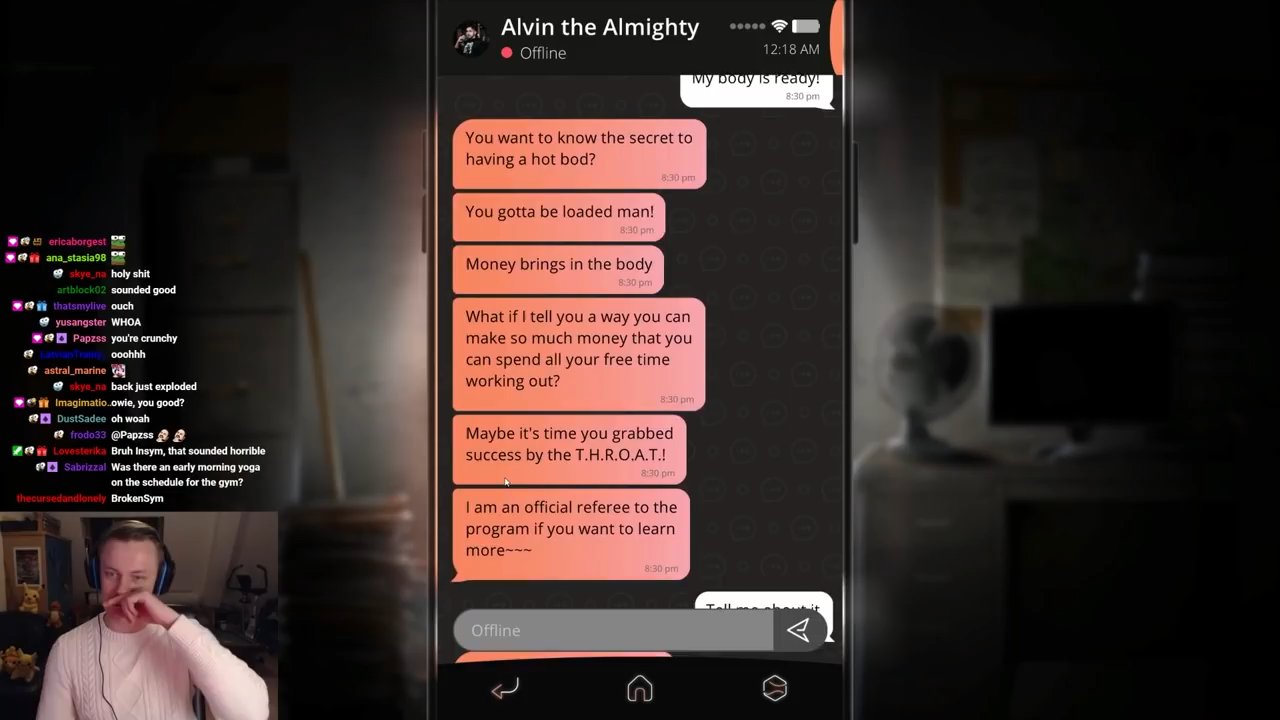 Alvin the Almighty
Offline
12:18 AM
My body is ready!
8:30 pm
You want to know the secret to
having a hot bod?
8:30 pm
You gotta be loaded man!
8:30 pm
Money brings in the body
8:30 pm
What if I tell you a way you can
make so much money that you
can spend all your free time
working out?
8:30 pm
Maybe it's time you grabbed
success by the T.H.R.O.A.T.!
8:30 pm
I am an official referee to the
program if you want to learn
more~~~
8:30 pm
Tell me about it
Offline
ericaborgest
ana_stasia98
skye_na holy shit
artblock02 sounded good
thatsmylive ouch
yusangster WHOA
Papzss you're crunchy
ooohhh
astral_marine
skye_na back just exploded
Imagimatio.. owie, you good?
DustSadee oh woah
frodo33 @Papzss
Lovesterika Bruh Insym, that sounded horrible
Sabrizzal Was there an early morning yoga
on the schedule for the gym?
thecursedandlonely BrokenSym